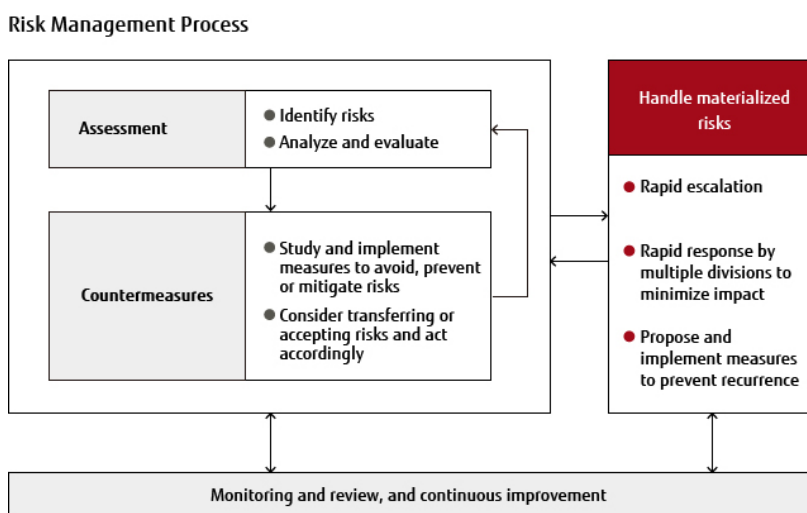 Risk Management Process
Assessment
Identify risks
Analyze and evaluate
Countermeasures
Study and implement
measures to avoid, prevent
or mitigate risks
Consider transferring or
accepting risks and act
accordingly
Handle materialized
risks
Rapid escalation
Rapid response by
multiple divisions to
minimize impact
Propose and
implement measures
to prevent recurrence
Monitoring and review, and continuous improvement